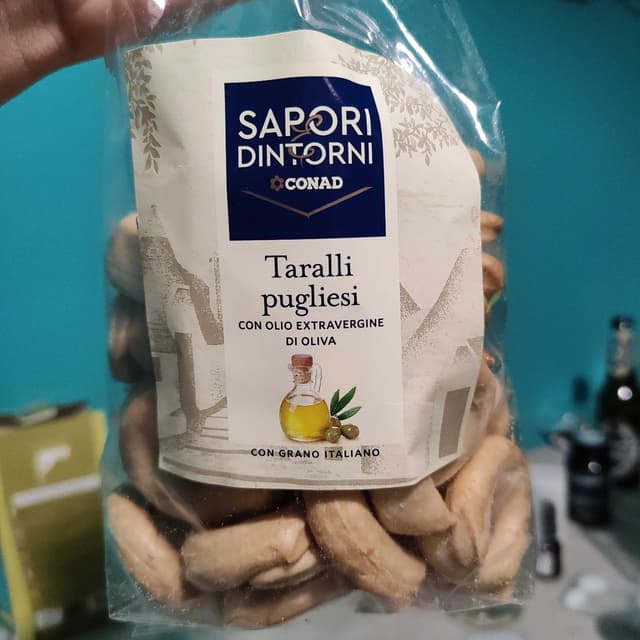 SAPORI
E
DINTORNI
CONAD
Taralli
pugliesi
CON OLIO EXTRAVERGINE
DI OLIVA
CON GRANO ITALIANO